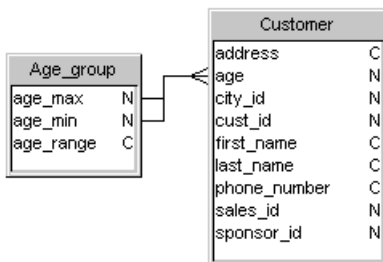 Age_group
age_max N
age_min N
age_range C
Customer
address C
age N
city_id N
cust_id N
first_name C
last_name C
phone_number C
sales_id N
sponsor_id N